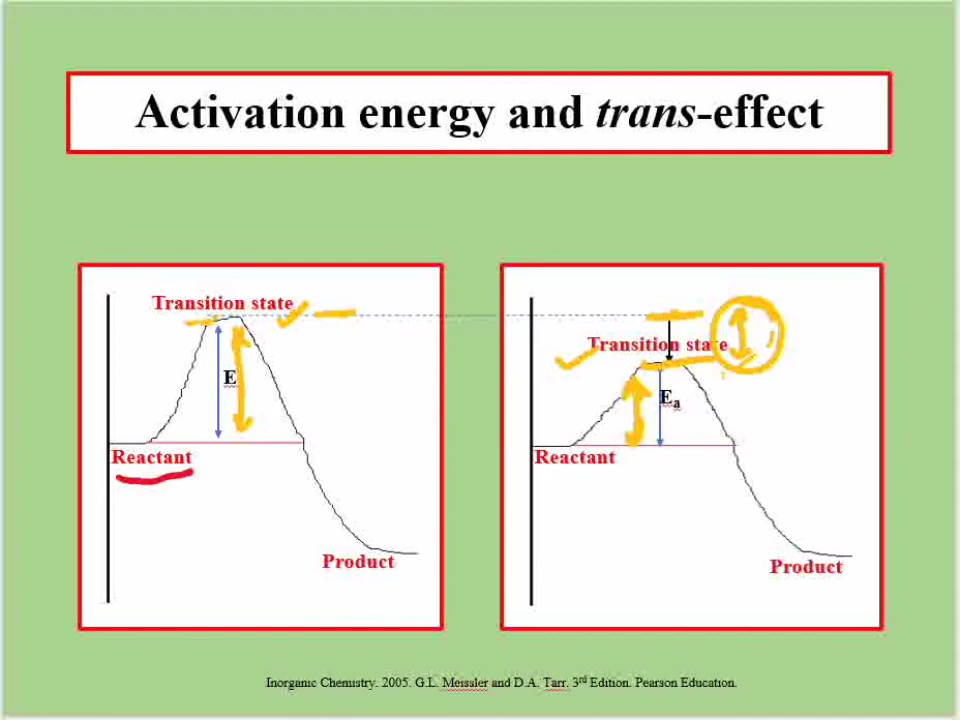 Activation energy and trans-effect
Transition state
E
Reactant
Product
Transition state
Ea
Reactant
Product
Inorganic Chemistry. 2005. G.L. Meissler and D.A. Tarr. 3rd Edition. Pearson Education.